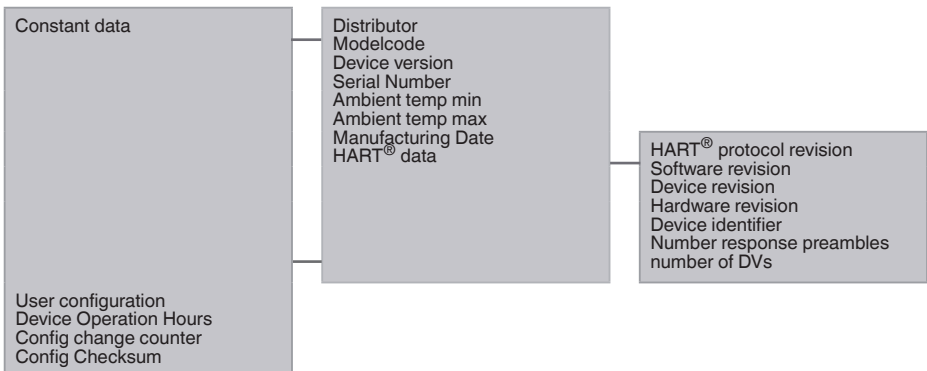 Constant data
User configuration
Device Operation Hours
Config change counter
Config Checksum
Distributor
Modelcode
Device version
Serial Number
Ambient temp min
Ambient temp max
Manufacturing Date
HART® data
HART® protocol revision
Software revision
Device revision
Hardware revision
Device identifier
Number response preambles
number of DVs